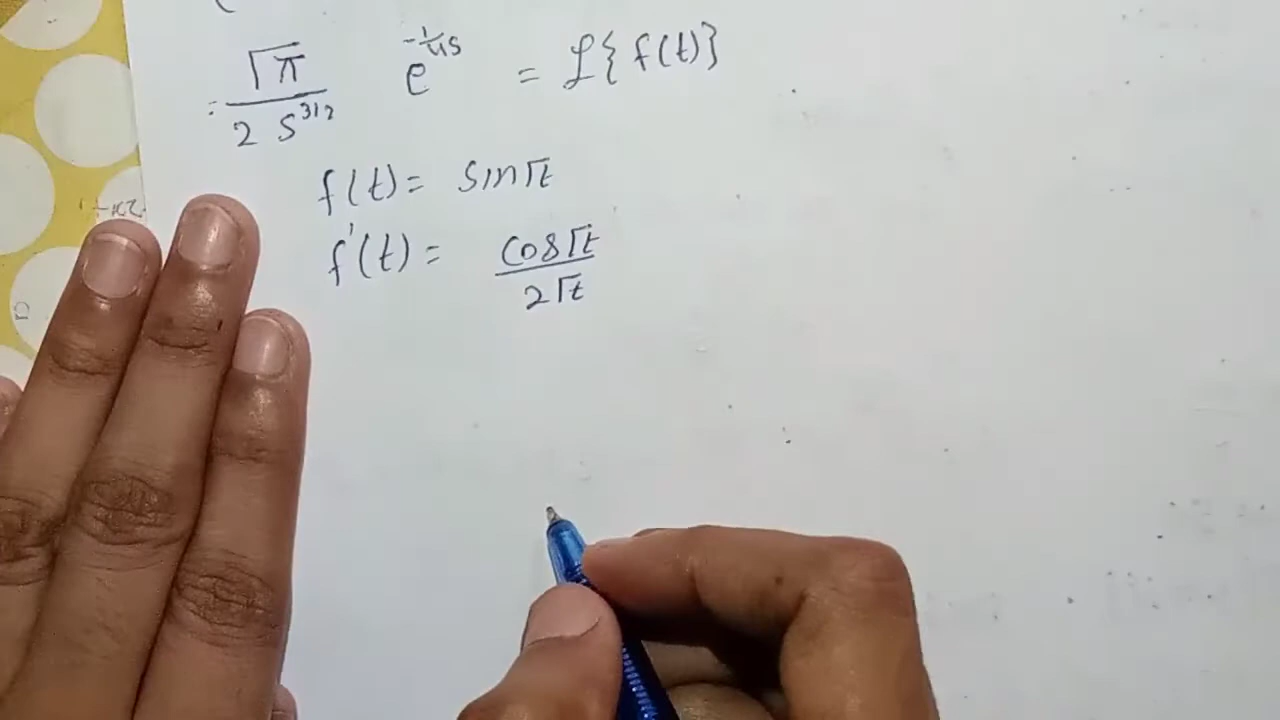 = √π / 2 S^3/2 e^-1/4s = ℒ{f(t)}
f(t) = sin√t
f'(t) = cos√t / 2√t